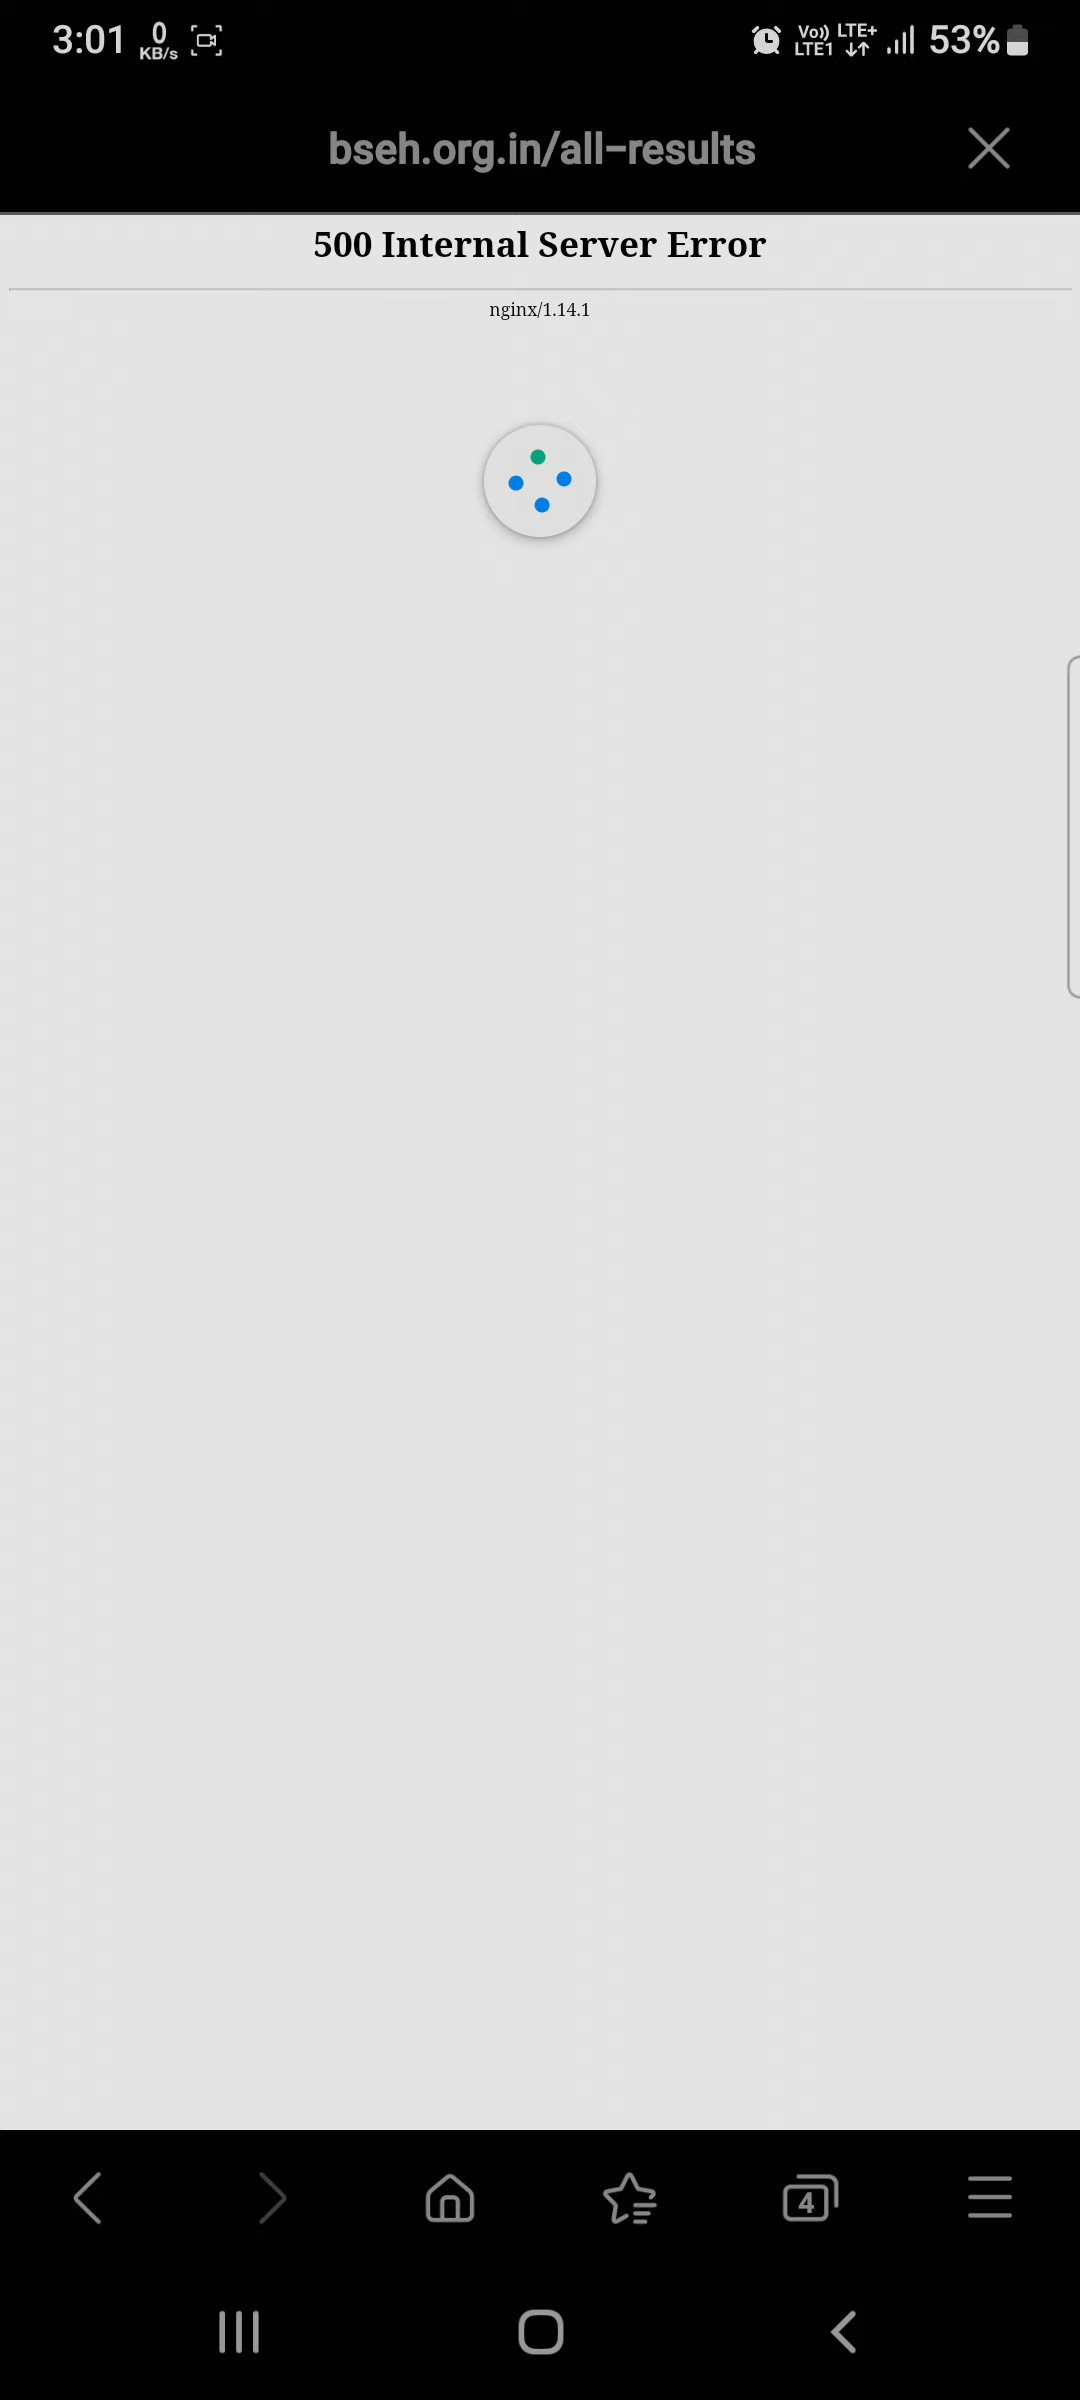 3:01 0 KB/s Vo)) LTE1 LTE+ 53%
bseh.org.in/all-results
500 Internal Server Error
nginx/1.14.1
4